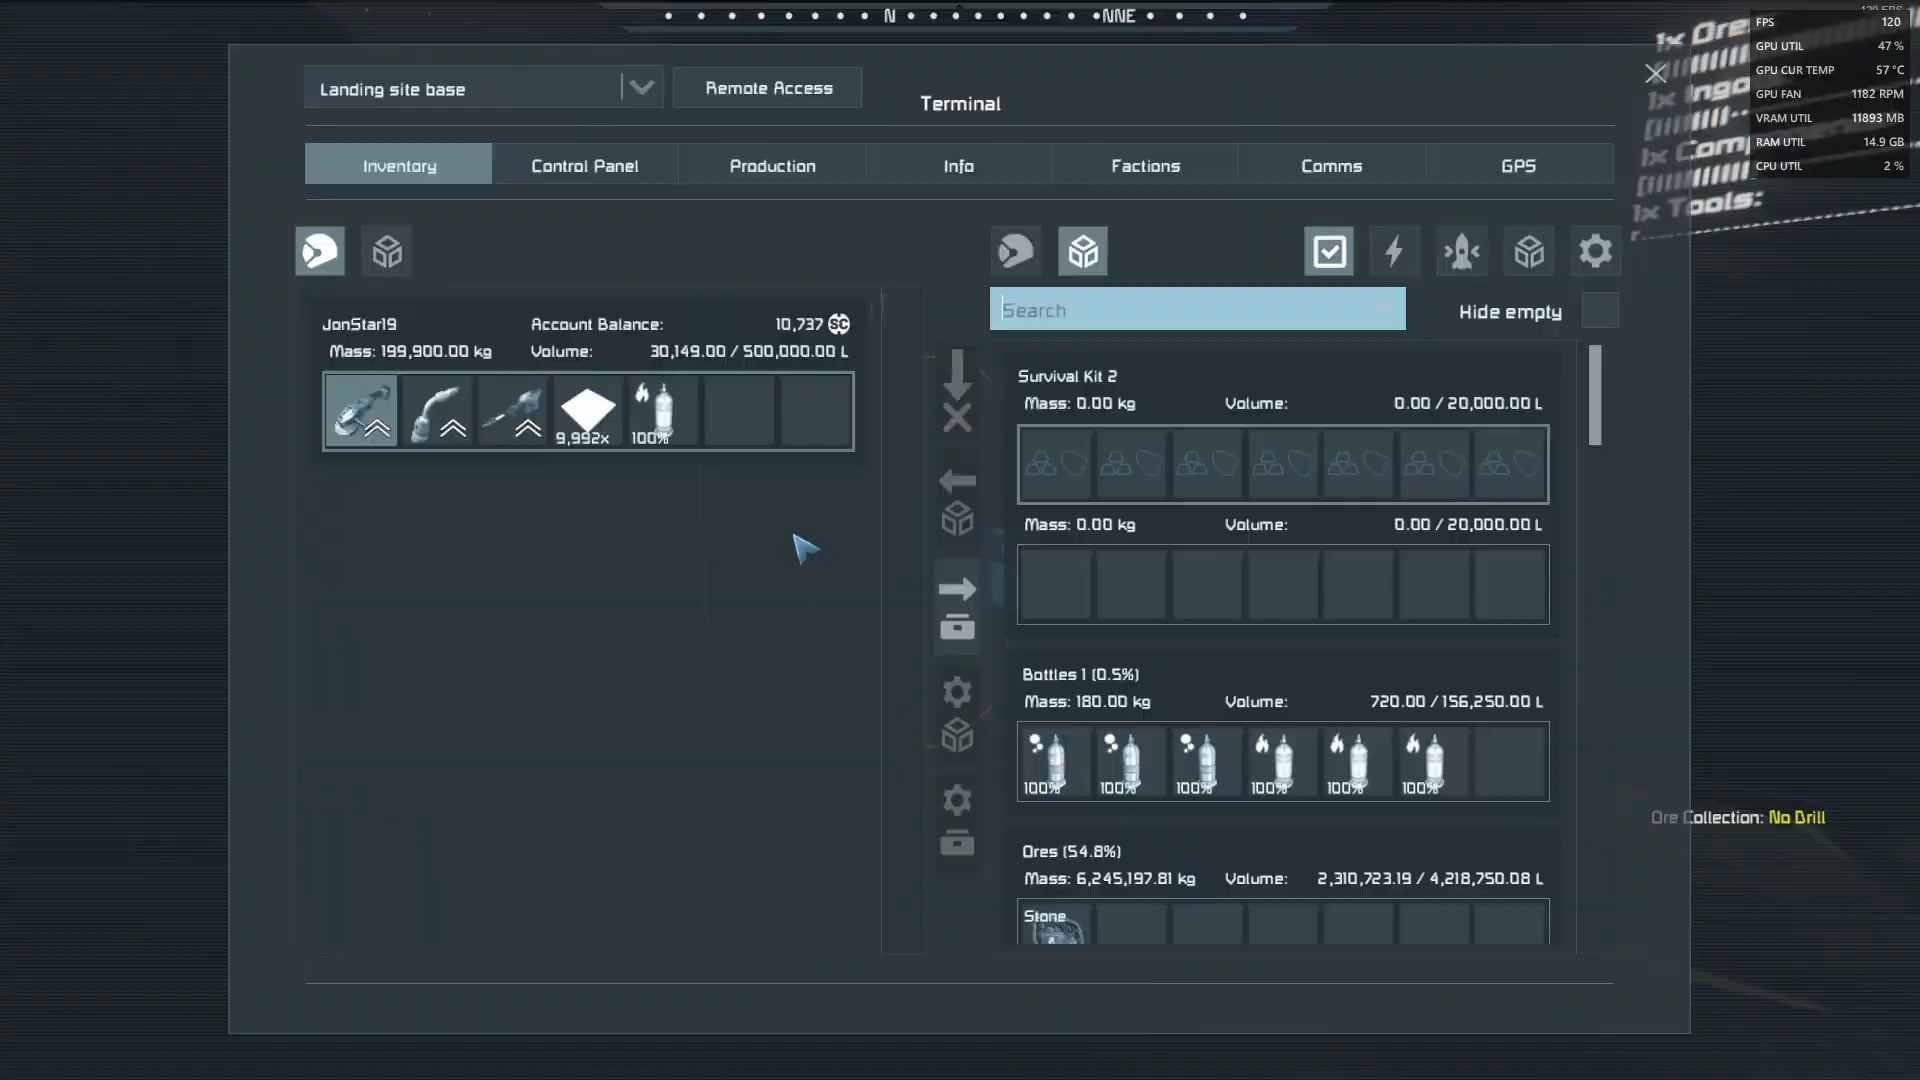 N NNE
FPS 120
GPU UTIL 47 %
GPU CUR TEMP 57 °C
GPU FAN 1182 RPM
VRAM UTIL 11893 MB
RAM UTIL 14.9 GB
CPU UTIL 2 %
1x Ore
1x Ingo
1x Comp
1x Tools:
Landing site base
Remote Access
Terminal
Inventory Control Panel Production Info Factions Comms GPS
JonStar19 Account Balance: 10,737 SC
Mass: 199,900.00 kg Volume: 30,149.00 / 500,000.00 L
9,992x 100%
Search
Hide empty
Survival Kit 2
Mass: 0.00 kg Volume: 0.00 / 20,000.00 L
Mass: 0.00 kg Volume: 0.00 / 20,000.00 L
Bottles 1 (0.5%)
Mass: 180.00 kg Volume: 720.00 / 156,250.00 L
100% 100% 100% 100% 100% 100%
Ores (54.8%)
Mass: 6,245,197.81 kg Volume: 2,310,723.19 / 4,218,750.08 L
Stone
Ore Collection: No Drill